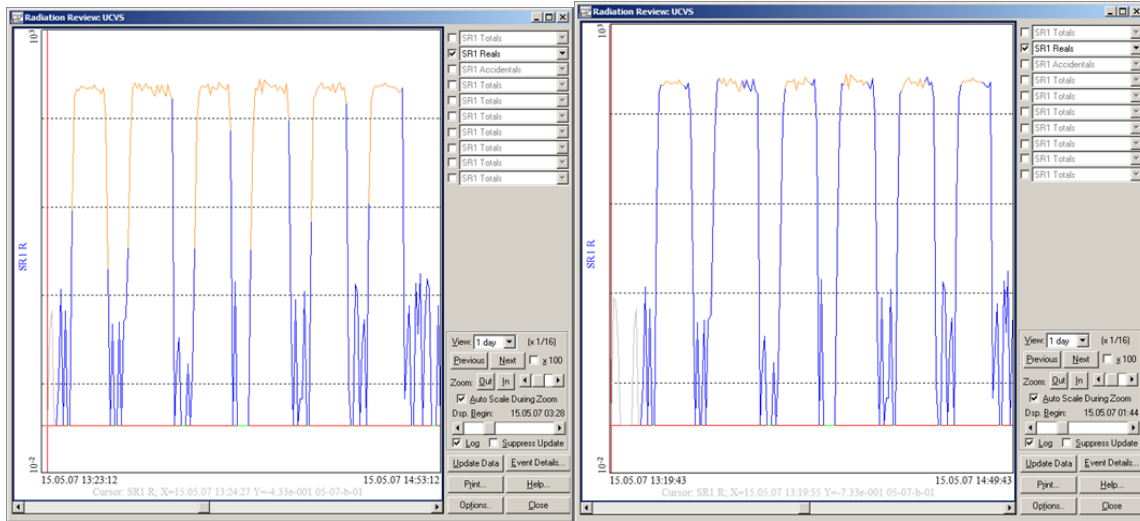 Radiation Review: UCVS
10³
SR1 R
10⁻²
15.05.07 13:23:12
15.05.07 14:53:12
Cursor: SR1 R; X=15.05.07 13:24:27 Y=-4.33e-001 05-07-b-01
SR1 Totals
SR1 Reals
SR1 Accidentals
SR1 Totals
SR1 Totals
SR1 Totals
SR1 Totals
SR1 Totals
SR1 Totals
SR1 Totals
View: 1 day (x 1/16)
Previous Next x 100
Zoom: Out In
Auto Scale During Zoom
Dsp. Begin: 15.05.07 03:28
Log Suppress Update
Update Data Event Details...
Print... Help...
Options.. Close
Radiation Review: UCVS
10³
SR1 R
10⁻²
15.05.07 13:19:43
15.05.07 14:49:43
Cursor: SR1 R; X=15.05.07 13:19:55 Y=-7.33e-001 05-07-b-01
SR1 Totals
SR1 Reals
SR1 Accidentals
SR1 Totals
SR1 Totals
SR1 Totals
SR1 Totals
SR1 Totals
SR1 Totals
SR1 Totals
View: 1 day (x 1/16)
Previous Next x 100
Zoom: Out In
Auto Scale During Zoom
Dsp. Begin: 15.05.07 01:44
Log Suppress Update
Update Data Event Details...
Print... Help...
Options.. Close